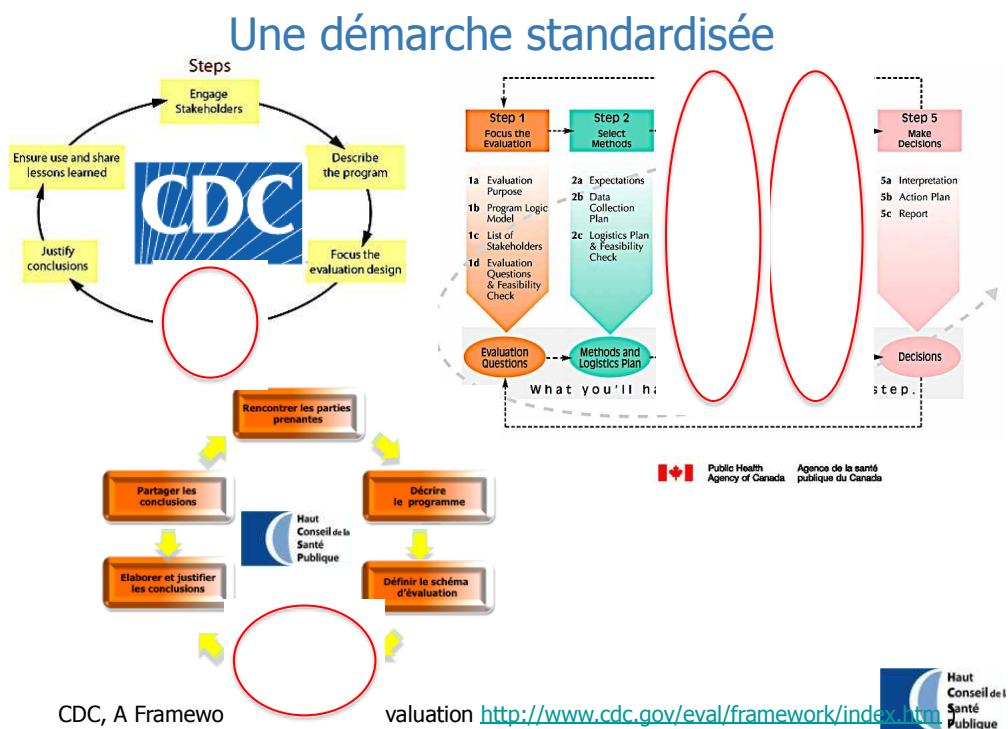 Une démarche standardisée
Steps
Engage
Stakeholders
Ensure use and share
lessons learned
Describe
the program
CDC
Justify
conclusions
Focus the
evaluation design
Step 1
Focus the
Evaluation
Step 2
Select
Methods
Step 5
Make
Decisions
1a Evaluation
Purpose
1b Program Logic
Model
1c List of
Stakeholders
1d Evaluation
Questions
& Feasibility
Check
2a Expectations
2b Data
Collection
Plan
2c Logistics Plan
& Feasibility
Check
5a Interpretation
5b Action Plan
5c Report
Evaluation
Questions
Methods and
Logistics Plan
Decisions
What you'll ha
step.
Public Health
Agency of Canada
Agence de la santé
publique du Canada
Rencontrer les parties
prenantes
Partager les
conclusions
Décrire
le programme
Haut
Conseil de la
Santé
Publique
Elaborer et justifier
les conclusions
Définir le schéma
d'évaluation
CDC, A Framewo valuation http://www.cdc.gov/eval/framework/index.htm )
Haut
Conseil de l
Santé
Publique